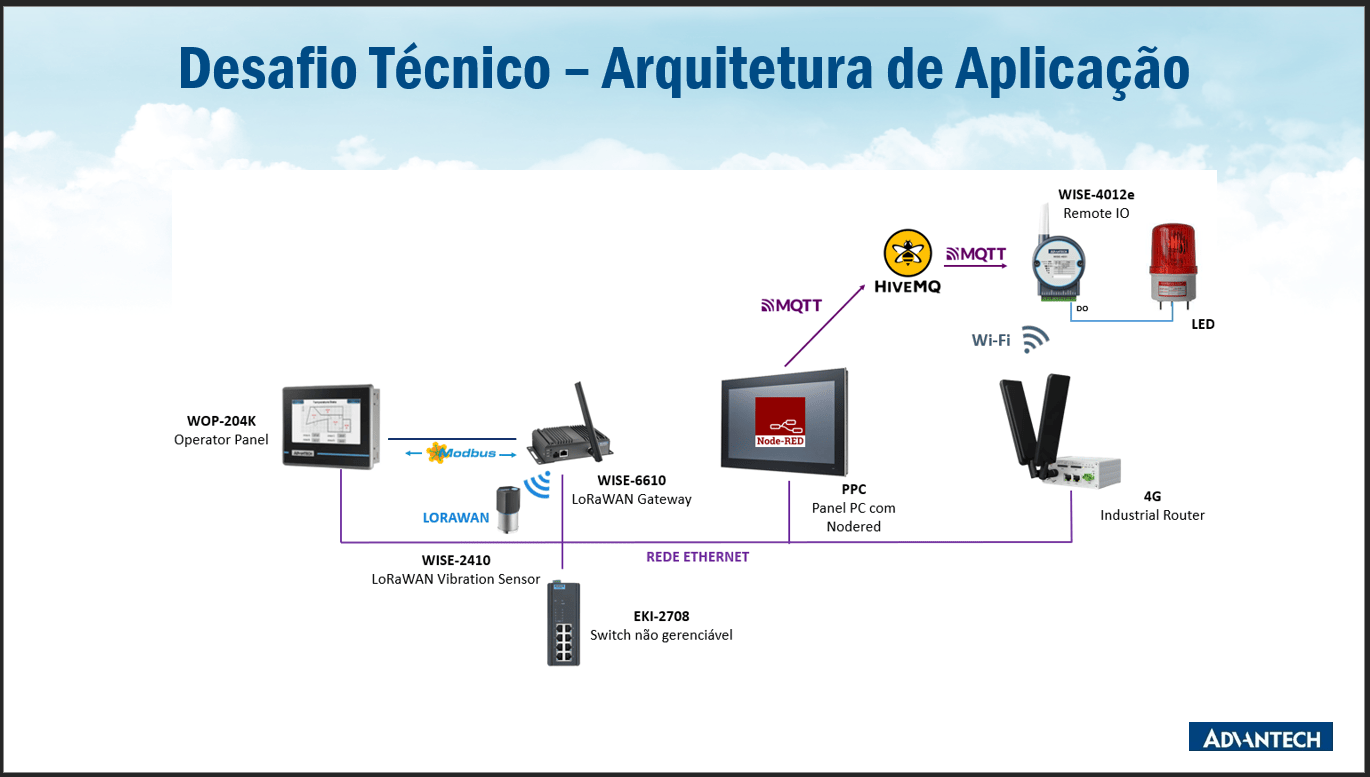 Desafio Técnico – Arquitetura de Aplicação
WISE-4012e
Remote IO
HIVEMQ
MQTT
MQTT
DO
LED
Wi-Fi
WOP-204K
Operator Panel
ADVANTECH
Modbus
Node-RED
WISE-6610
LoRaWAN Gateway
LORAWAN
PPC
Panel PC com
Nodered
4G
Industrial Router
REDE ETHERNET
WISE-2410
LoRaWAN Vibration Sensor
EKI-2708
Switch não gerenciável
ADVANTECH